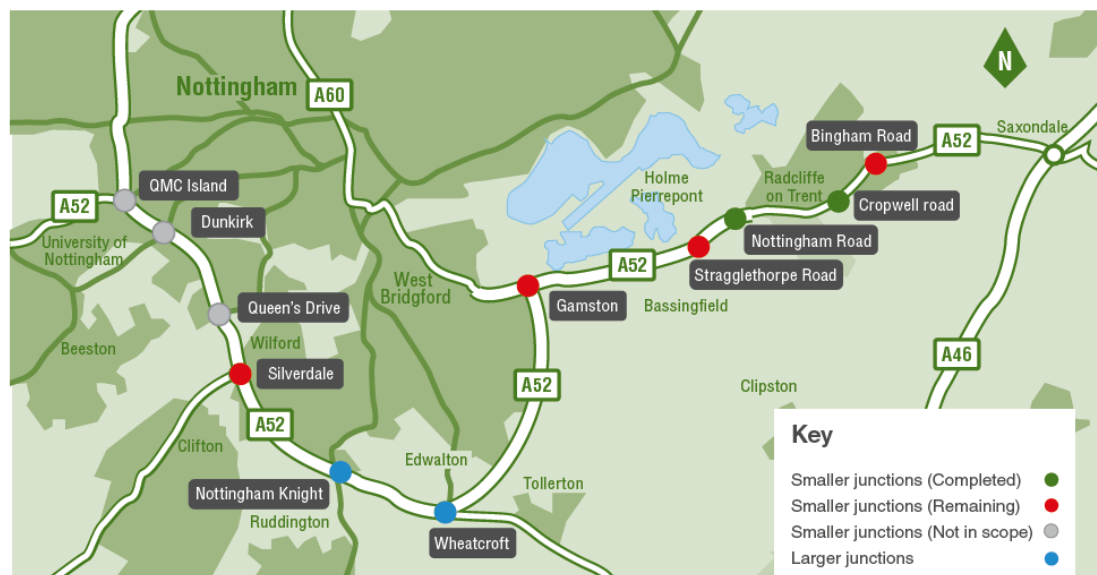 N
Nottingham
A60
Saxondale
Bingham Road
A52
Holme
Pierrepont
Radcliffe
on Trent
QMC Island
A52
Cropwell road
Dunkirk
University of
Nottingham
Nottingham Road
A52
Stragglethorpe Road
West
Bridgford
Gamston
Bassingfield
Queen's Drive
Wilford
Beeston
A46
Silverdale
A52
Clipston
A52
Clifton
Edwalton
Nottingham Knight
Tollerton
Ruddington
Wheatcroft
Key
Smaller junctions (Completed)
Smaller junctions (Remaining)
Smaller junctions (Not in scope)
Larger junctions